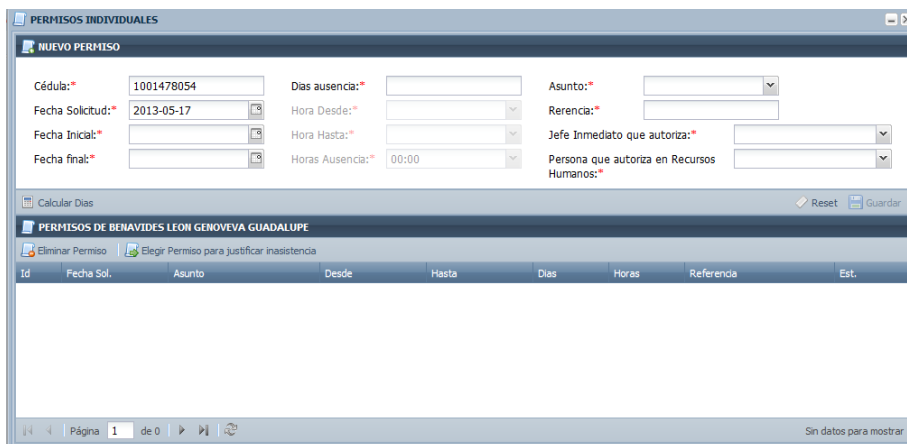 PERMISOS INDIVIDUALES
NUEVO PERMISO
Cédula:* 1001478054 Dias ausencia:* Asunto:*
Fecha Solicitud:* 2013-05-17 Hora Desde:* Rerencia:*
Fecha Inicial:* Hora Hasta:* Jefe Inmediato que autoriza:*
Fecha final:* Horas Ausencia:* 00:00 Persona que autoriza en Recursos
Humanos:*
Calcular Dias Reset Guardar
PERMISOS DE BENAVIDES LEON GENOVEVA GUADALUPE
Eliminar Permiso Elegir Permiso para justificar inasistencia
Id Fecha Sol. Asunto Desde Hasta Dias Horas Referencia Est.
Página 1 de 0 Sin datos para mostrar